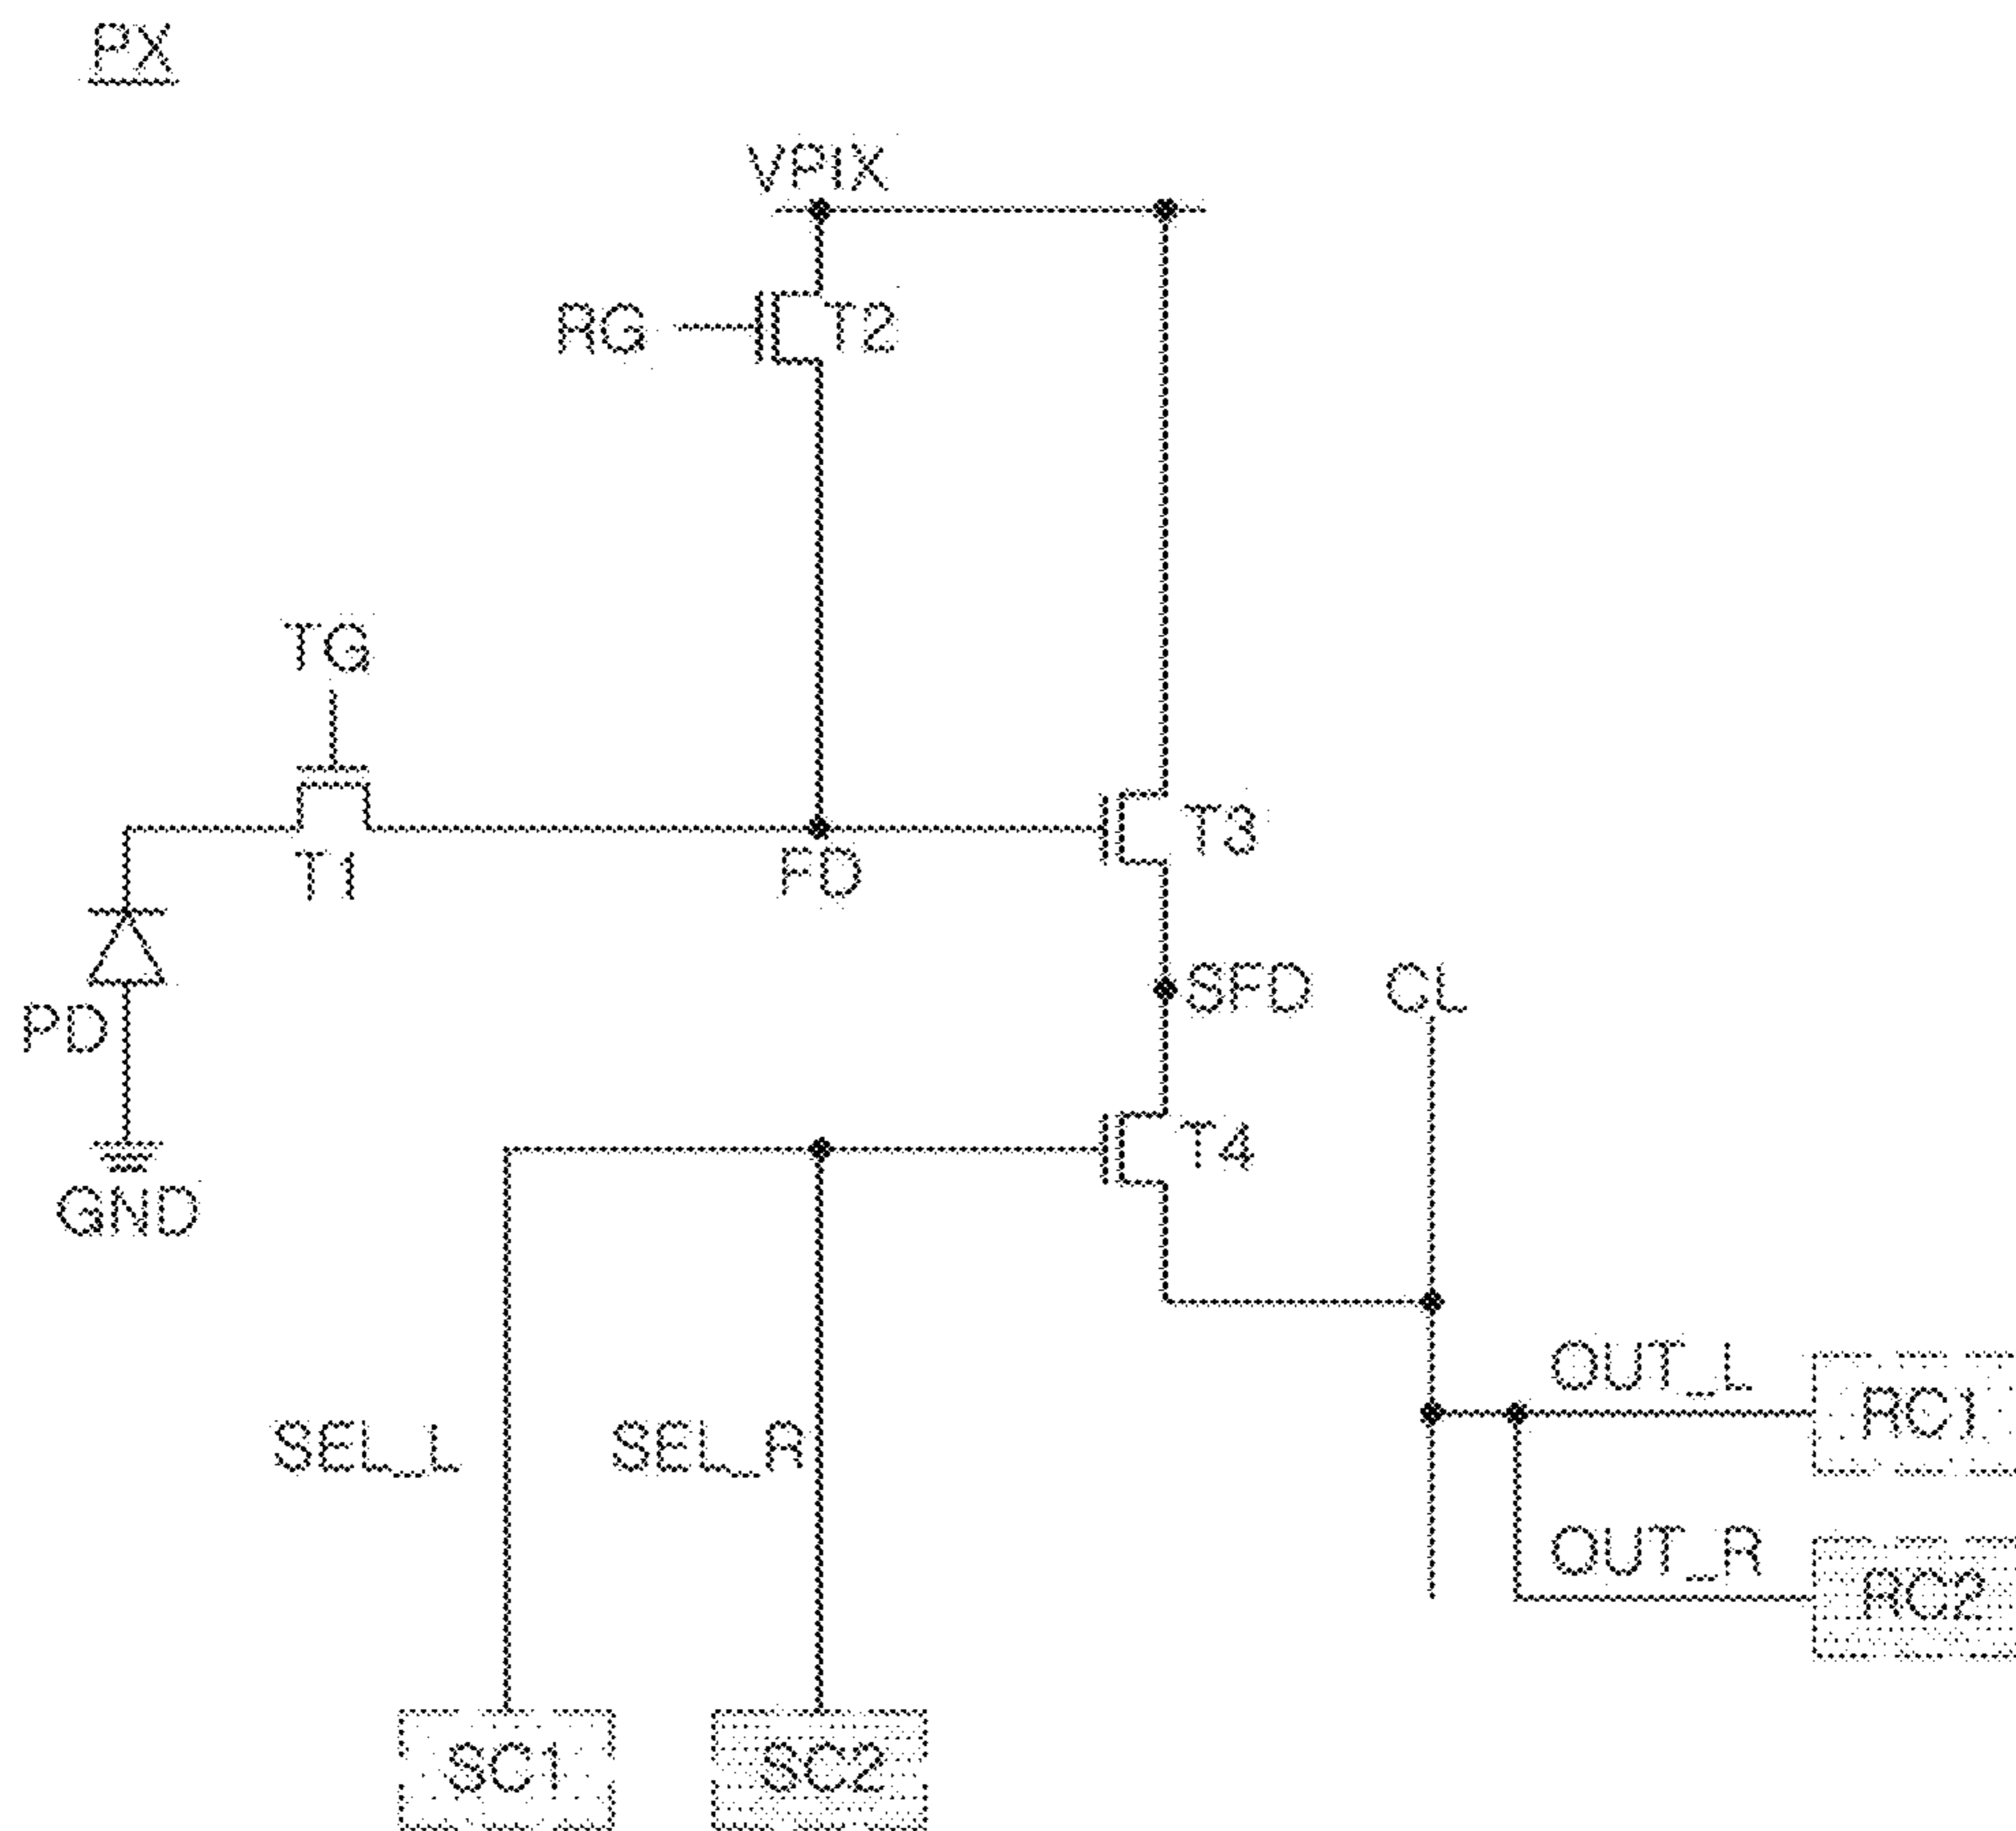 PX
VPIX
RG
T2
TG
T1
FD
T3
SFD
CL
PD
GND
T4
SEL_L
SEL_R
OUT_L
RC1
OUT_R
RC2
SC1
SC2